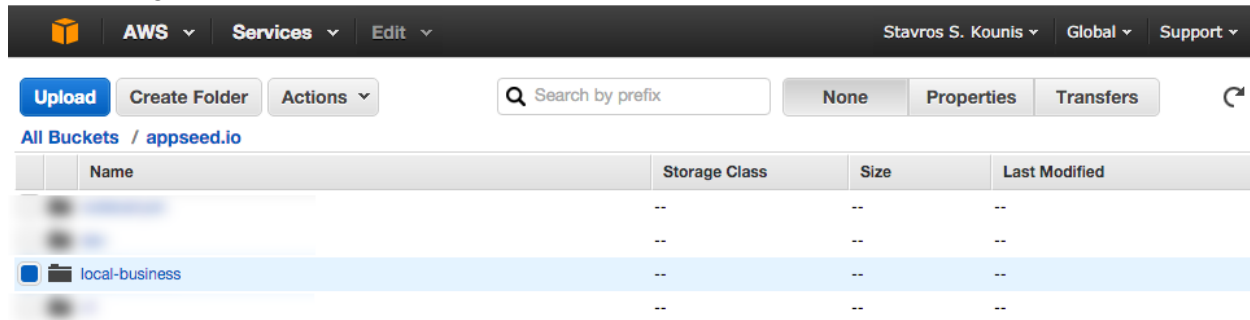 AWS Services Edit Stavros S. Kounis Global Support
Upload Create Folder Actions Search by prefix None Properties Transfers
All Buckets / appseed.io
Name Storage Class Size Last Modified
-- -- --
-- -- --
local-business -- -- --
-- -- --